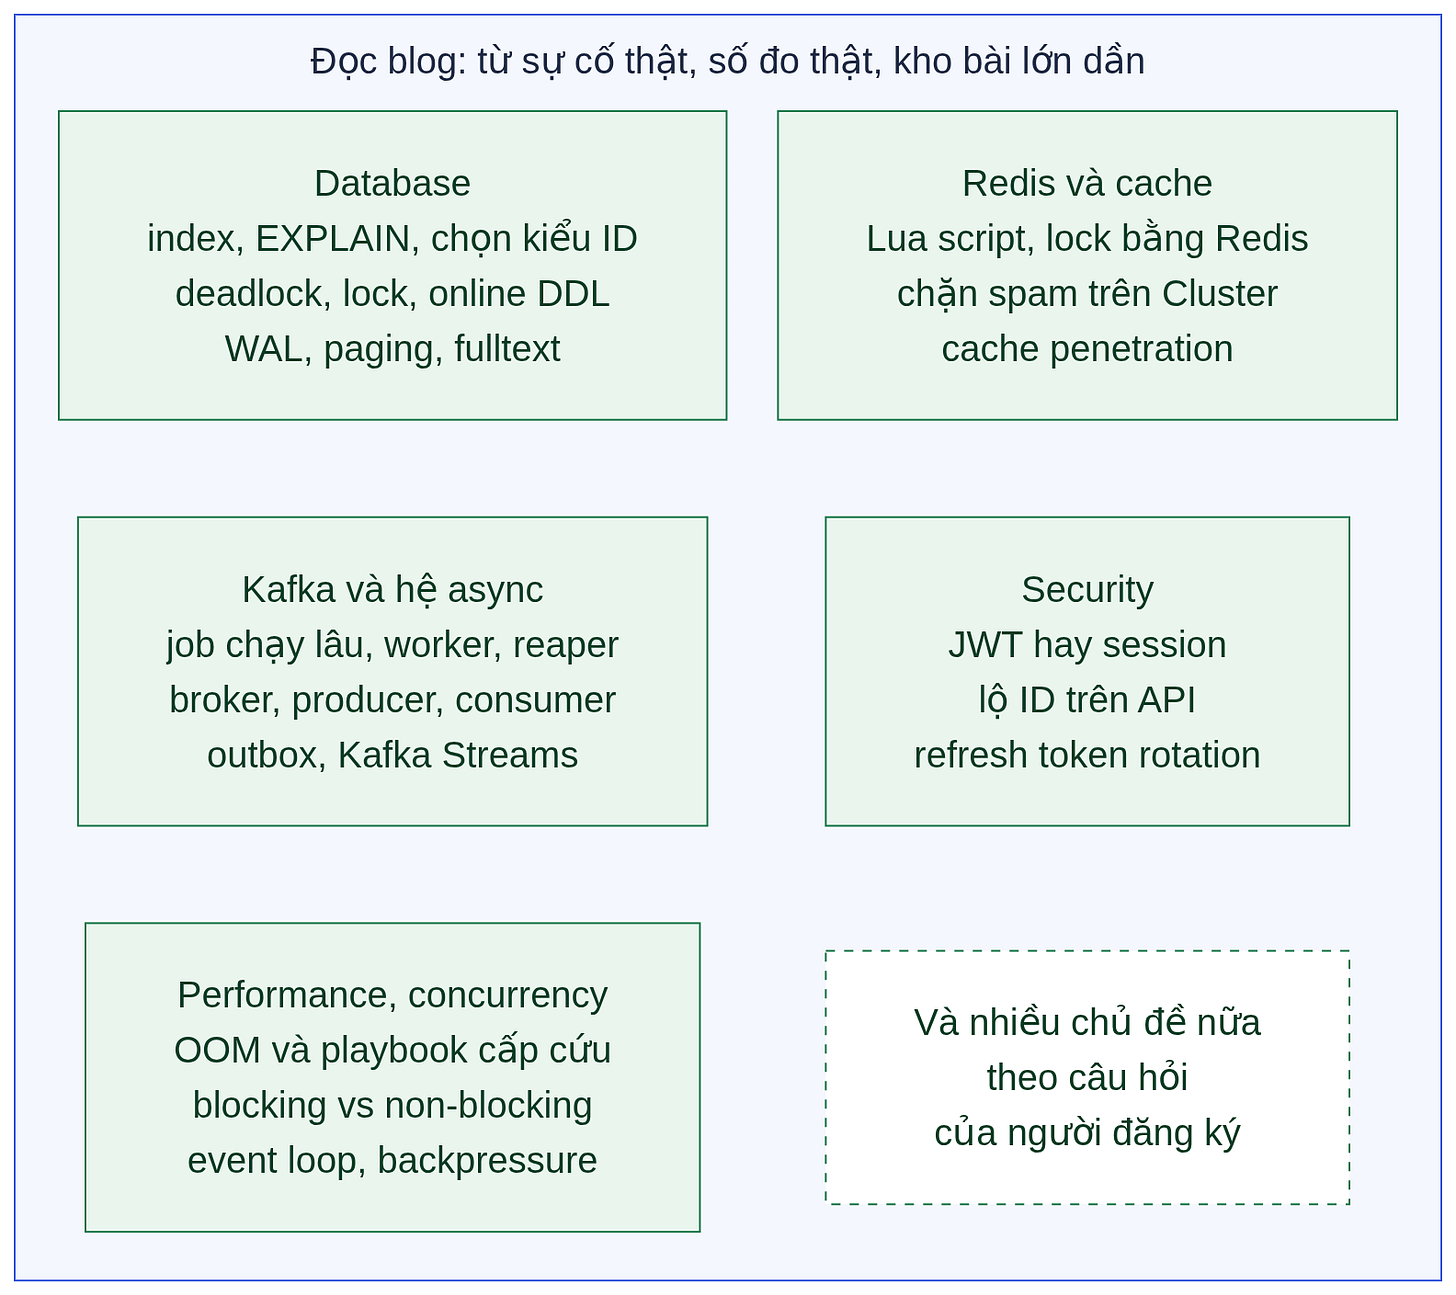 Đọc blog: từ sự cố thật, số đo thật, kho bài lớn dần
Database
index, EXPLAIN, chọn kiểu ID
deadlock, lock, online DDL
WAL, paging, fulltext
Redis và cache
Lua script, lock bằng Redis
chặn spam trên Cluster
cache penetration
Kafka và hệ async
job chạy lâu, worker, reaper
broker, producer, consumer
outbox, Kafka Streams
Security
JWT hay session
lộ ID trên API
refresh token rotation
Performance, concurrency
OOM và playbook cấp cứu
blocking vs non-blocking
event loop, backpressure
Và nhiều chủ đề nữa
theo câu hỏi
của người đăng ký